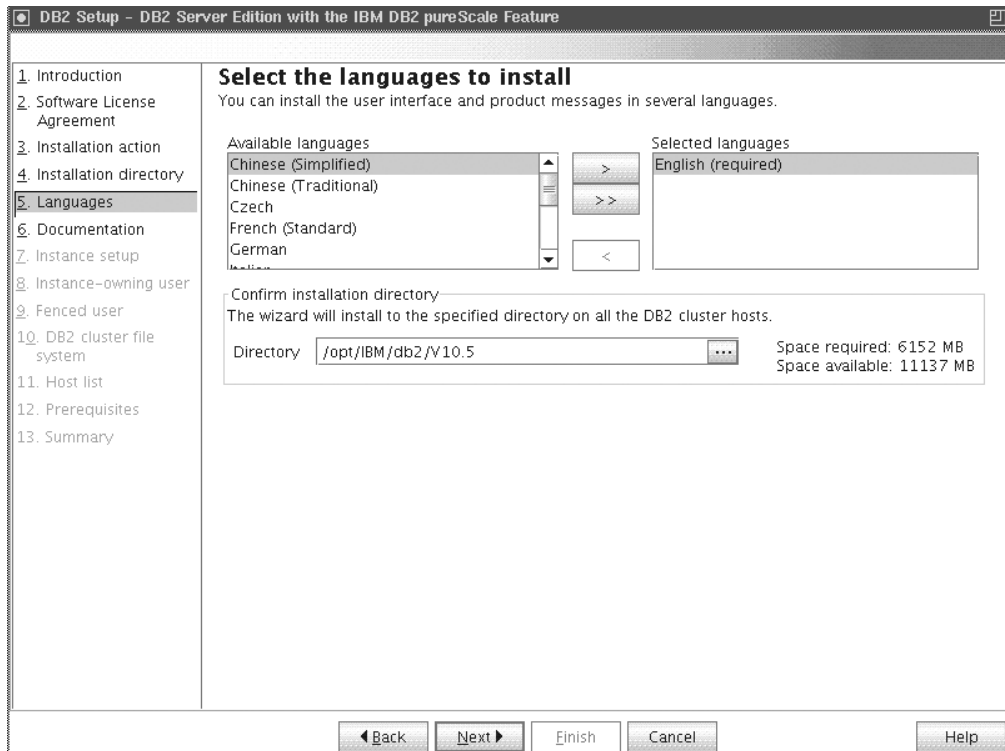 DB2 Setup - DB2 Server Edition with the IBM DB2 pureScale Feature
1. Introduction
2. Software License
Agreement
3. Installation action
4. Installation directory
5. Languages
6. Documentation
7. Instance setup
8. Instance-owning user
9. Fenced user
10. DB2 cluster file
system
11. Host list
12. Prerequisites
13. Summary
Select the languages to install
You can install the user interface and product messages in several languages.
Available languages
Chinese (Simplified)
Chinese (Traditional)
Czech
French (Standard)
German
Italian
>
>>
<
Selected languages
English (required)
Confirm installation directory
The wizard will install to the specified directory on all the DB2 cluster hosts.
Directory /opt/IBM/db2/V10.5 ... Space required: 6152 MB
Space available: 11137 MB
Back Next Finish Cancel Help